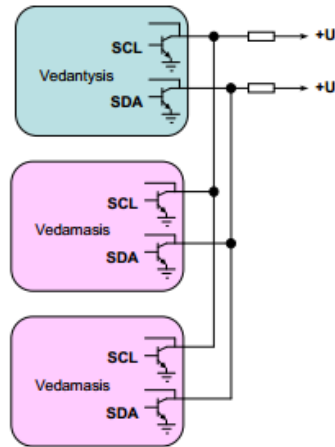 SCL
+U
Vedantysis
SDA
+U
SCL
Vedamasis
SDA
SCL
Vedamasis
SDA